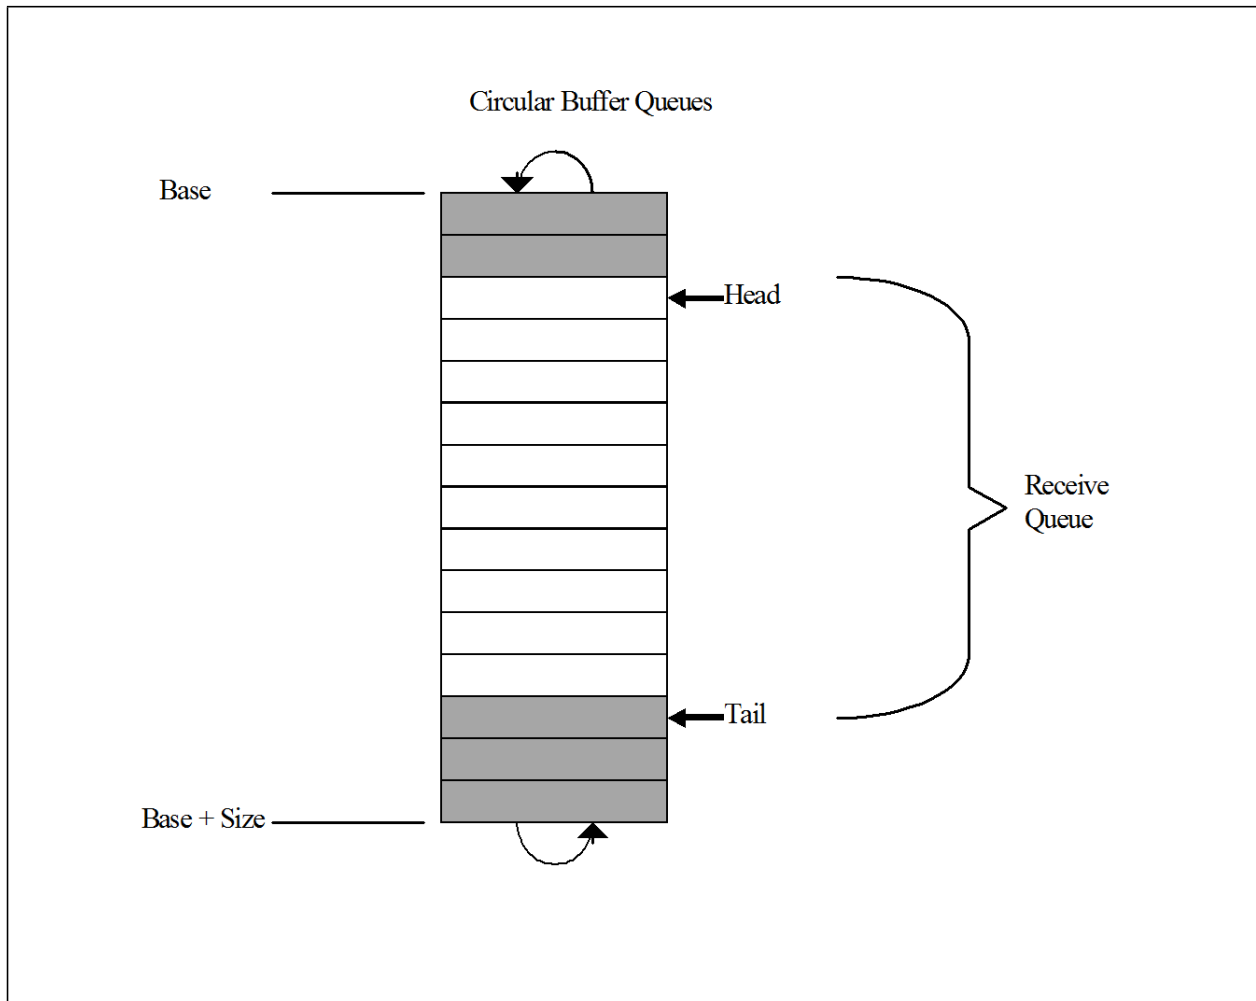 Circular Buffer Queues
Base
Head
Receive
Queue
Tail
Base + Size